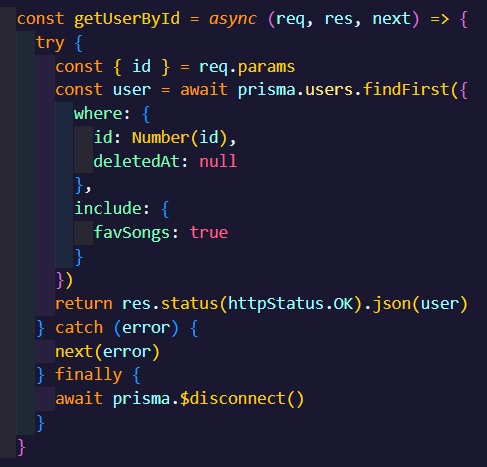 const getUserById = async (req, res, next) => {
  try {
    const { id } = req.params
    const user = await prisma.users.findFirst({
      where: {
        id: Number(id),
        deletedAt: null
      },
      include: {
        favSongs: true
      }
    })
    return res.status(httpStatus.OK).json(user)
  } catch (error) {
    next(error)
  } finally {
    await prisma.$disconnect()
  }
}